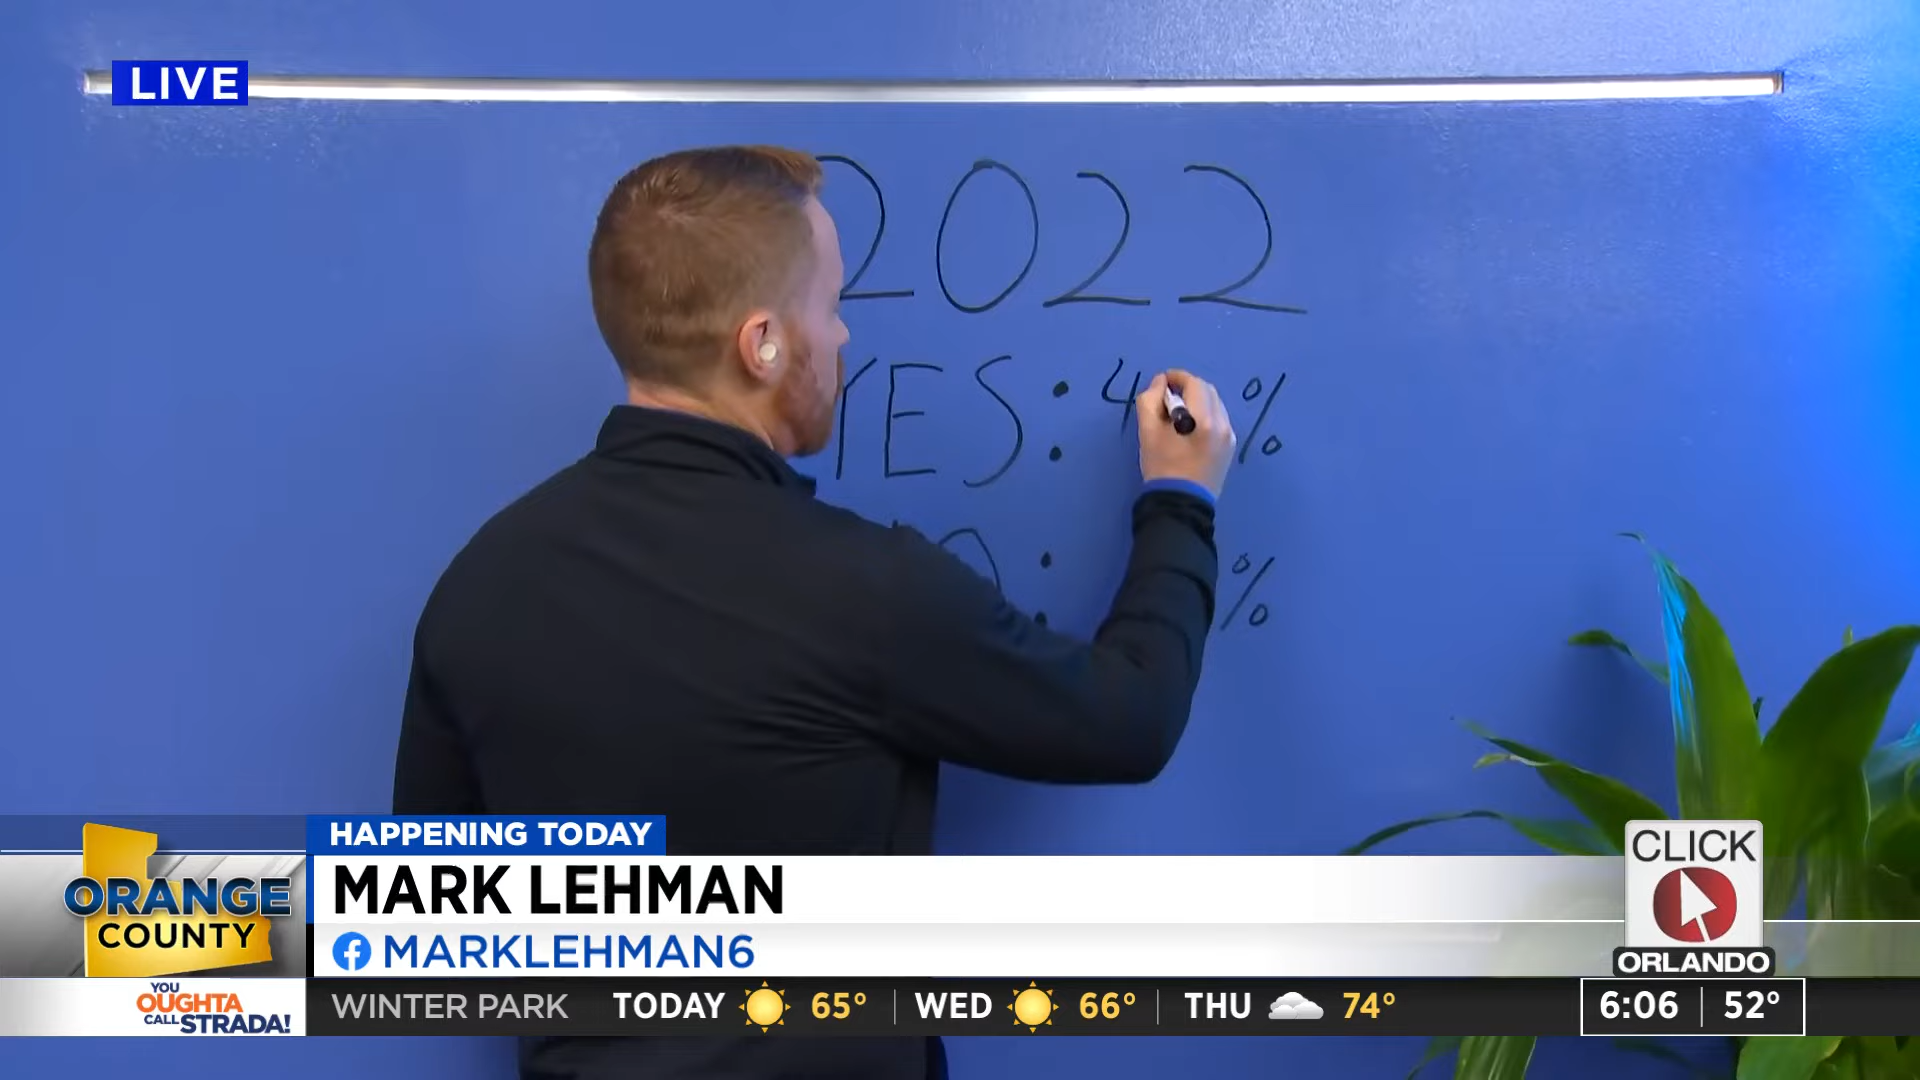 LIVE
2022
YES: 4 %
O: %
HAPPENING TODAY
MARK LEHMAN
MARKLEHMAN6
ORANGE
COUNTY
CLICK
ORLANDO
YOU
OUGHTA
CALL STRADA!
WINTER PARK TODAY 65° WED 66° THU 74°
6:06 52°